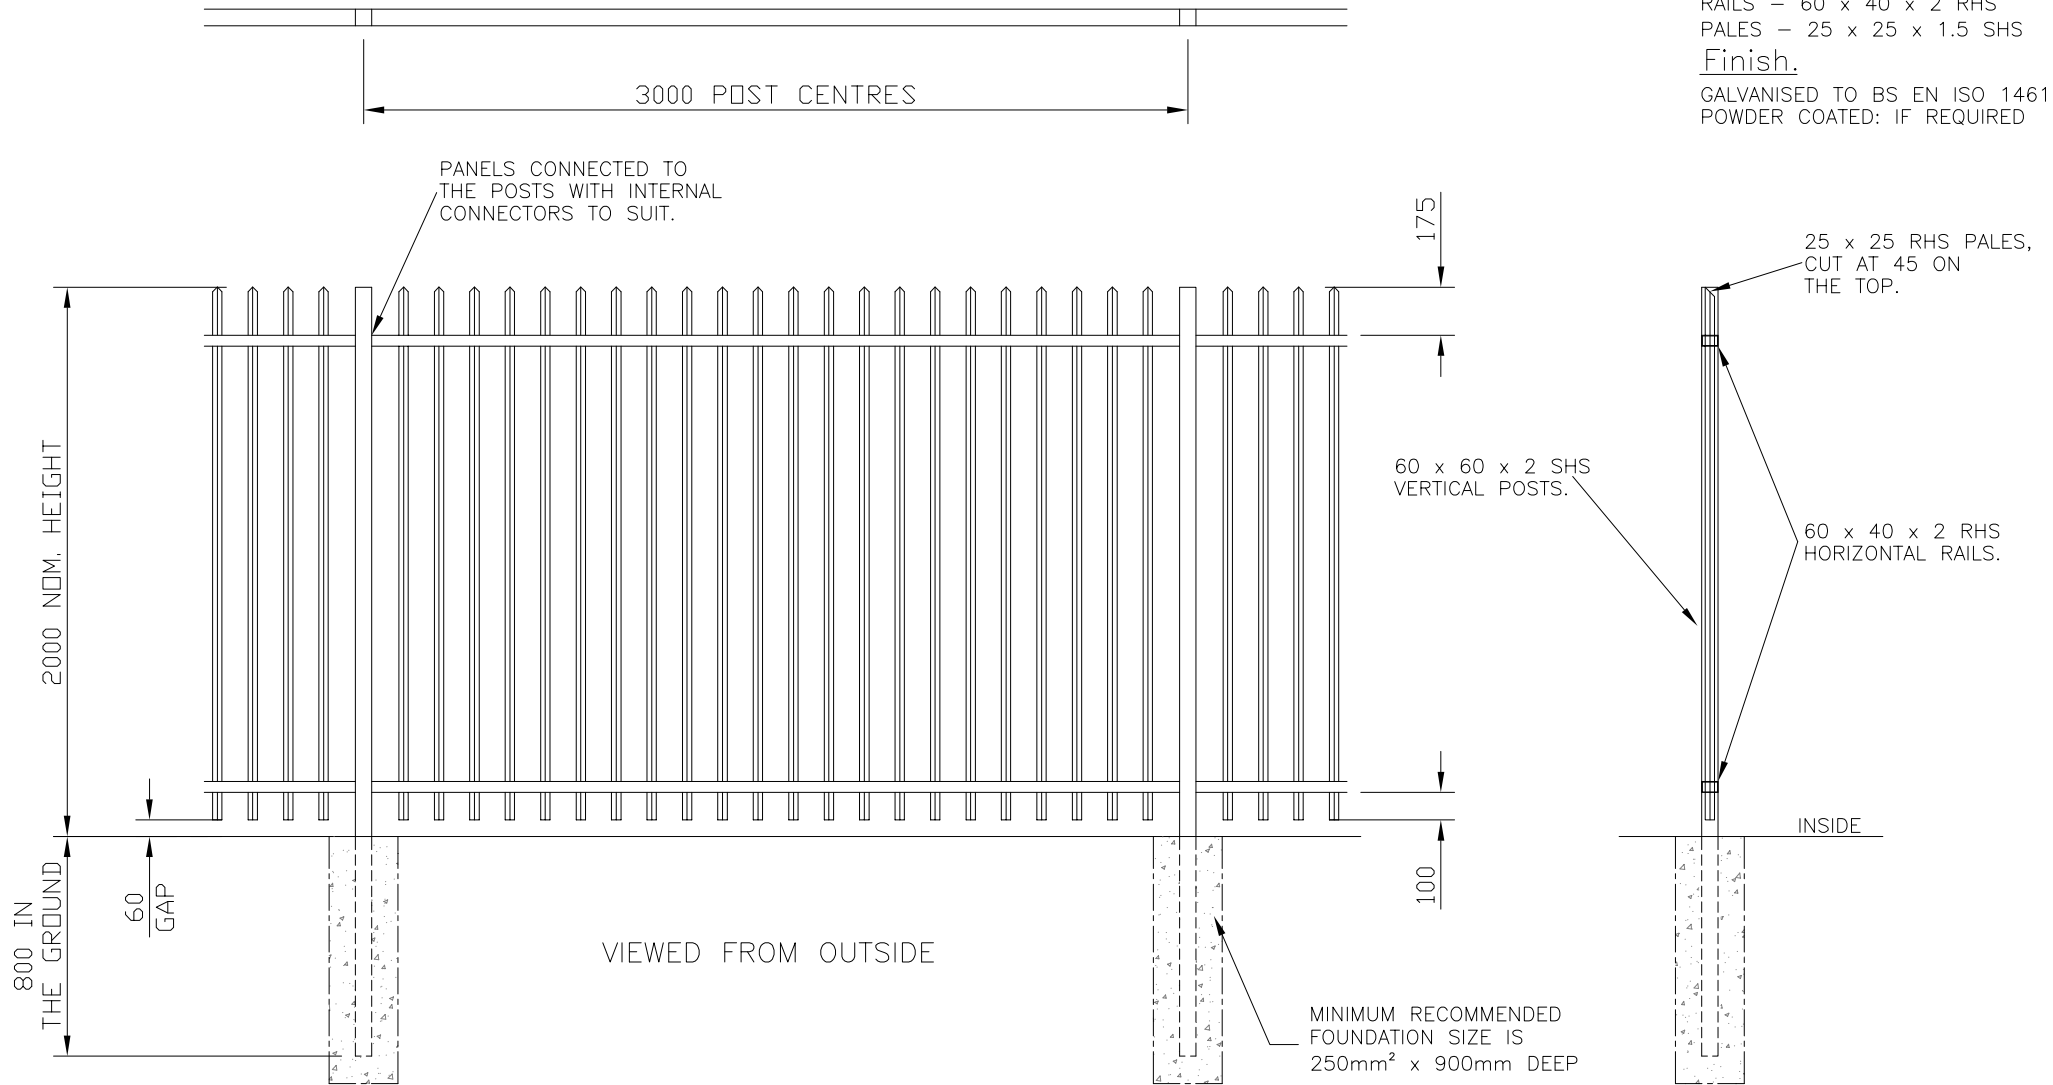 RAILS – 60 x 40 x 2 RHS
PALES – 25 x 25 x 1.5 SHS
Finish.
GALVANISED TO BS EN ISO 1461
POWDER COATED: IF REQUIRED
3000 POST CENTRES
PANELS CONNECTED TO
THE POSTS WITH INTERNAL
CONNECTORS TO SUIT.
175
25 x 25 RHS PALES,
CUT AT 45 ON
THE TOP.
2000 NOM. HEIGHT
60 x 60 x 2 SHS
VERTICAL POSTS.
60 x 40 x 2 RHS
HORIZONTAL RAILS.
INSIDE
800 IN
THE GROUND
60
GAP
100
VIEWED FROM OUTSIDE
MINIMUM RECOMMENDED
FOUNDATION SIZE IS
250mm² x 900mm DEEP